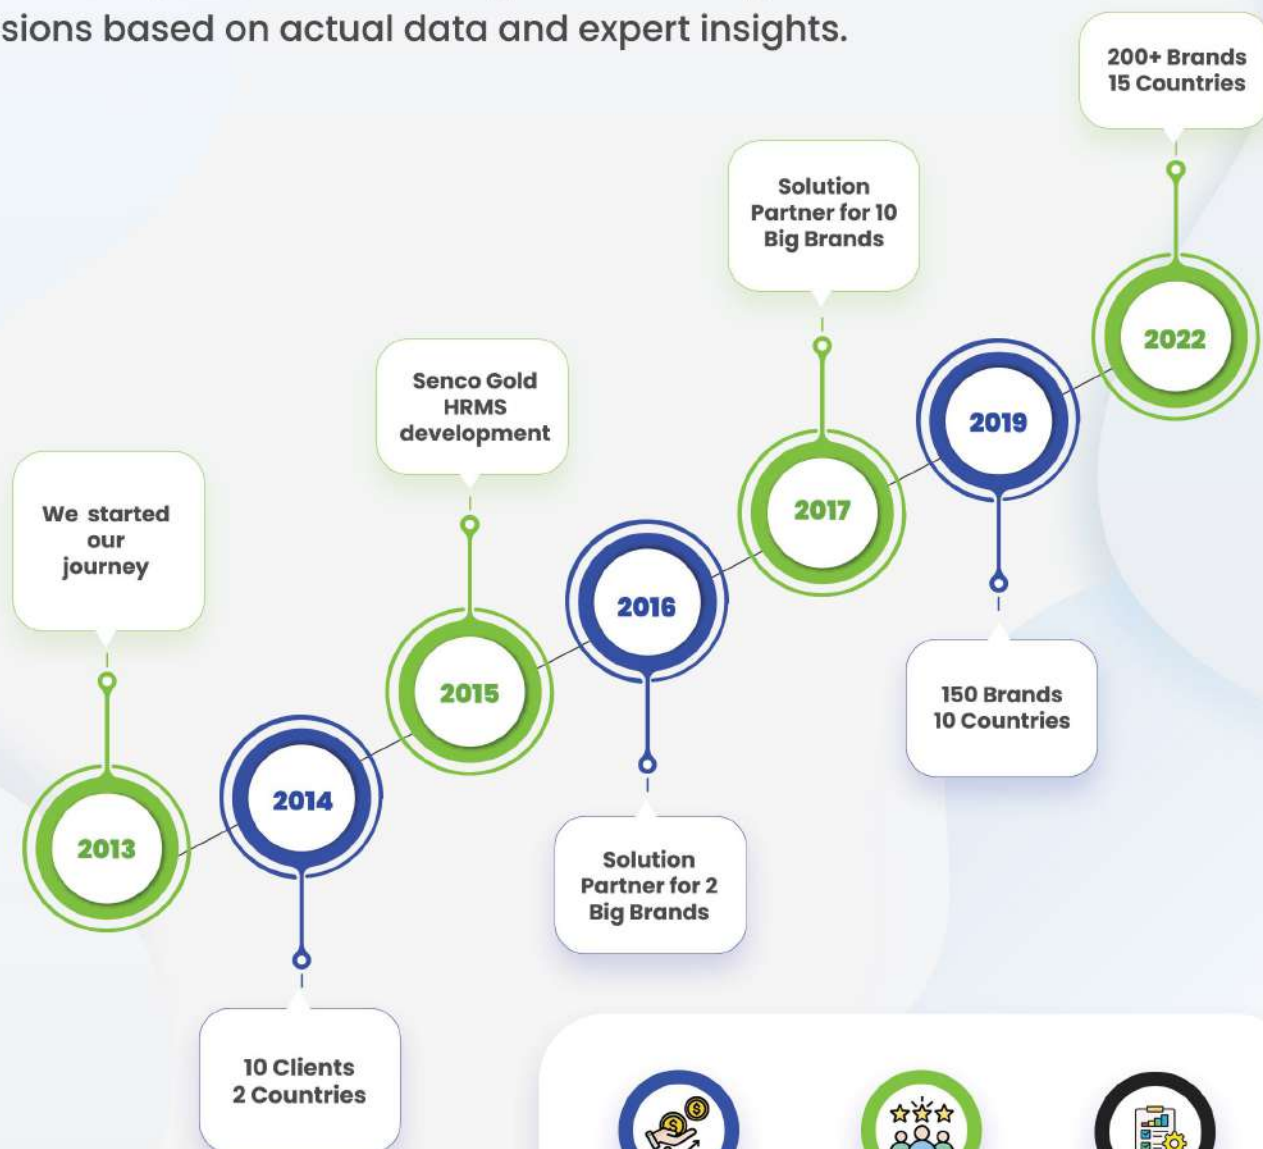 sions based on actual data and expert insights.
200+ Brands
15 Countries
Solution
Partner for 10
Big Brands
2022
Senco Gold
HRMS
development
2019
We started
our
journey
2017
2016
2015
150 Brands
10 Countries
2014
2013
Solution
Partner for 2
Big Brands
10 Clients
2 Countries